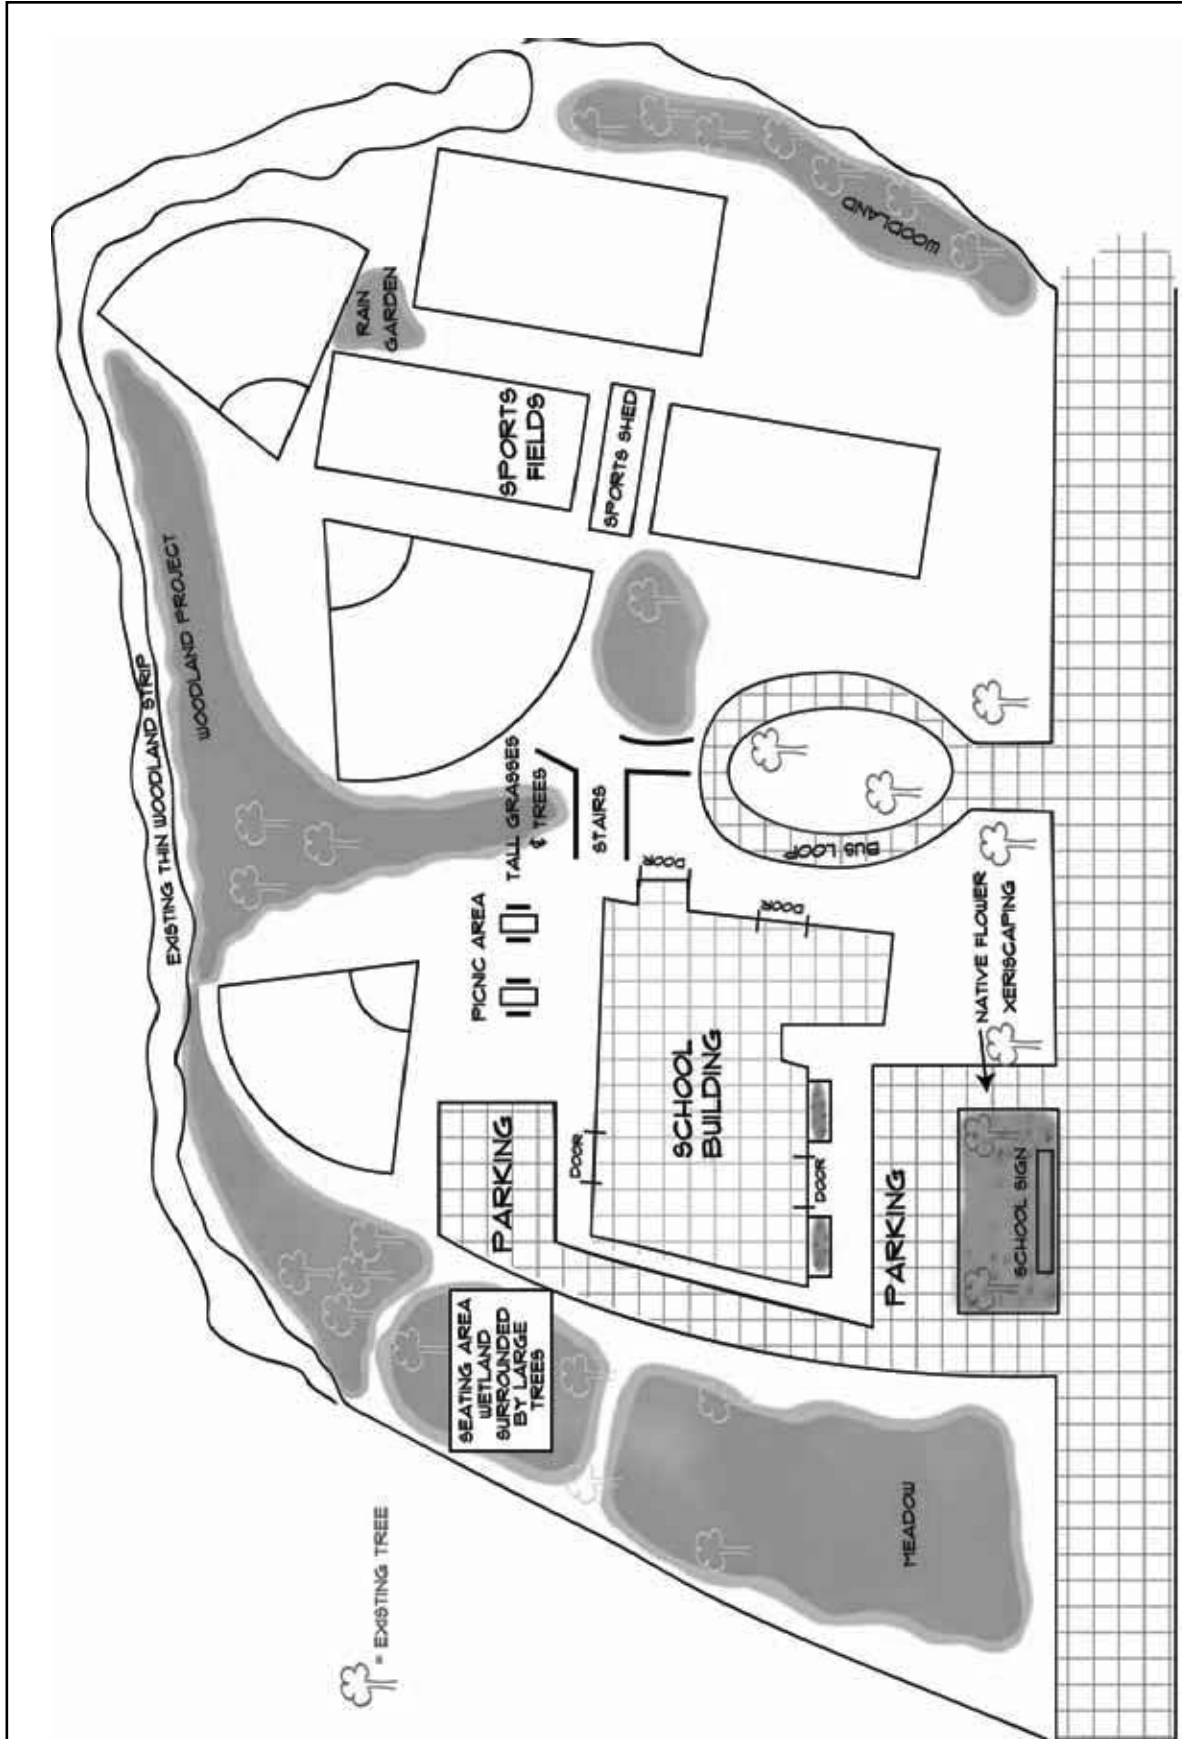 EXISTING THIN WOODLAND STRIP
WOODLAND PROJECT
RAIN
GARDEN
WOODLAND
SPORTS
FIELDS
SPORTS SHED
TALL GRASSES
& TREES
STAIRS
PICNIC AREA
BUS LOOP
DOOR
DOOR
NATIVE FLOWER
XERISCAPING
SCHOOL
BUILDING
DOOR
DOOR
PARKING
PARKING
SCHOOL SIGN
SEATING AREA
WETLAND
SURROUNDED
BY LARGE
TREES
MEADOW
= EXISTING TREE